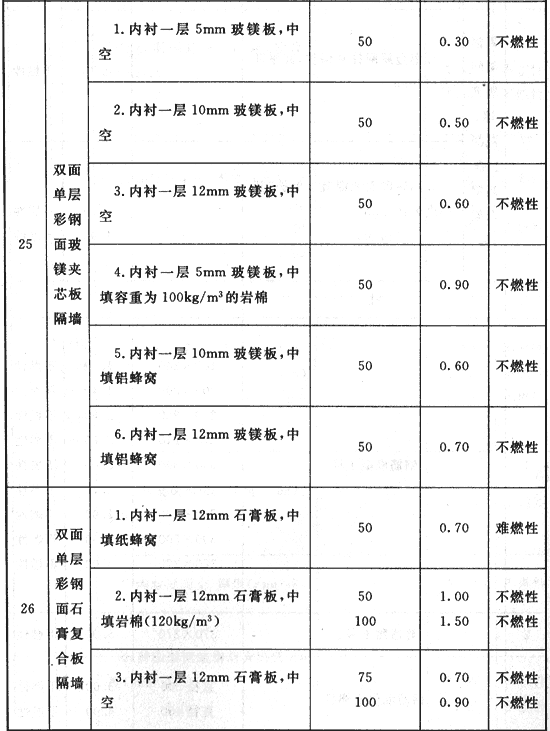 25
双面
单层
彩钢
面玻
镁夹
芯板
隔墙
1.内衬一层 5mm 玻镁板,中
空
50
0.30
不燃性
2.内衬一层 10mm 玻镁板,中
空
50
0.50
不燃性
3.内衬一层 12mm 玻镁板,中
空
50
0.60
不燃性
4.内衬一层 5mm 玻镁板,中
填容重为 100kg/m³的岩棉
50
0.90
不燃性
5.内衬一层 10mm 玻镁板,中
填铝蜂窝
50
0.60
不燃性
6.内衬一层 12mm 玻镁板,中
填铝蜂窝
50
0.70
不燃性
26
双面
单层
彩钢
面石
膏复
合板
隔墙
1.内衬一层 12mm 石膏板,中
填纸蜂窝
50
0.70
难燃性
2.内衬一层 12mm 石膏板,中
填岩棉(120kg/m³)
50
1.00
不燃性
100
1.50
不燃性
3.内衬一层 12mm 石膏板,中
空
75
0.70
不燃性
100
0.90
不燃性